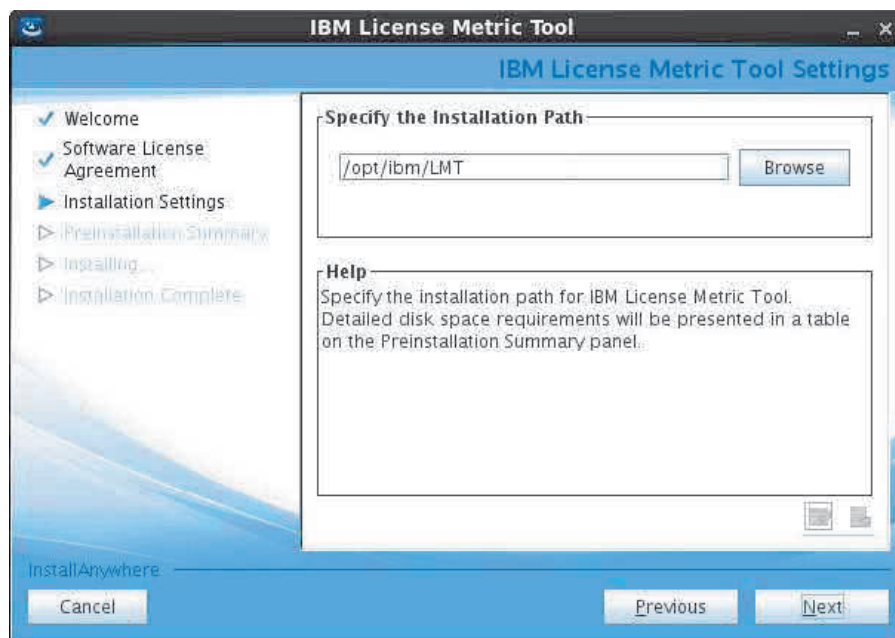 IBM License Metric Tool
IBM License Metric Tool Settings
Welcome
Software License
Agreement
Installation Settings
Preinstallation Summary
Installing...
Installation Complete
Specify the Installation Path
/opt/ibm/LMT
Browse
Help
Specify the installation path for IBM License Metric Tool.
Detailed disk space requirements will be presented in a table
on the Preinstallation Summary panel.
InstallAnywhere
Cancel
Previous
Next